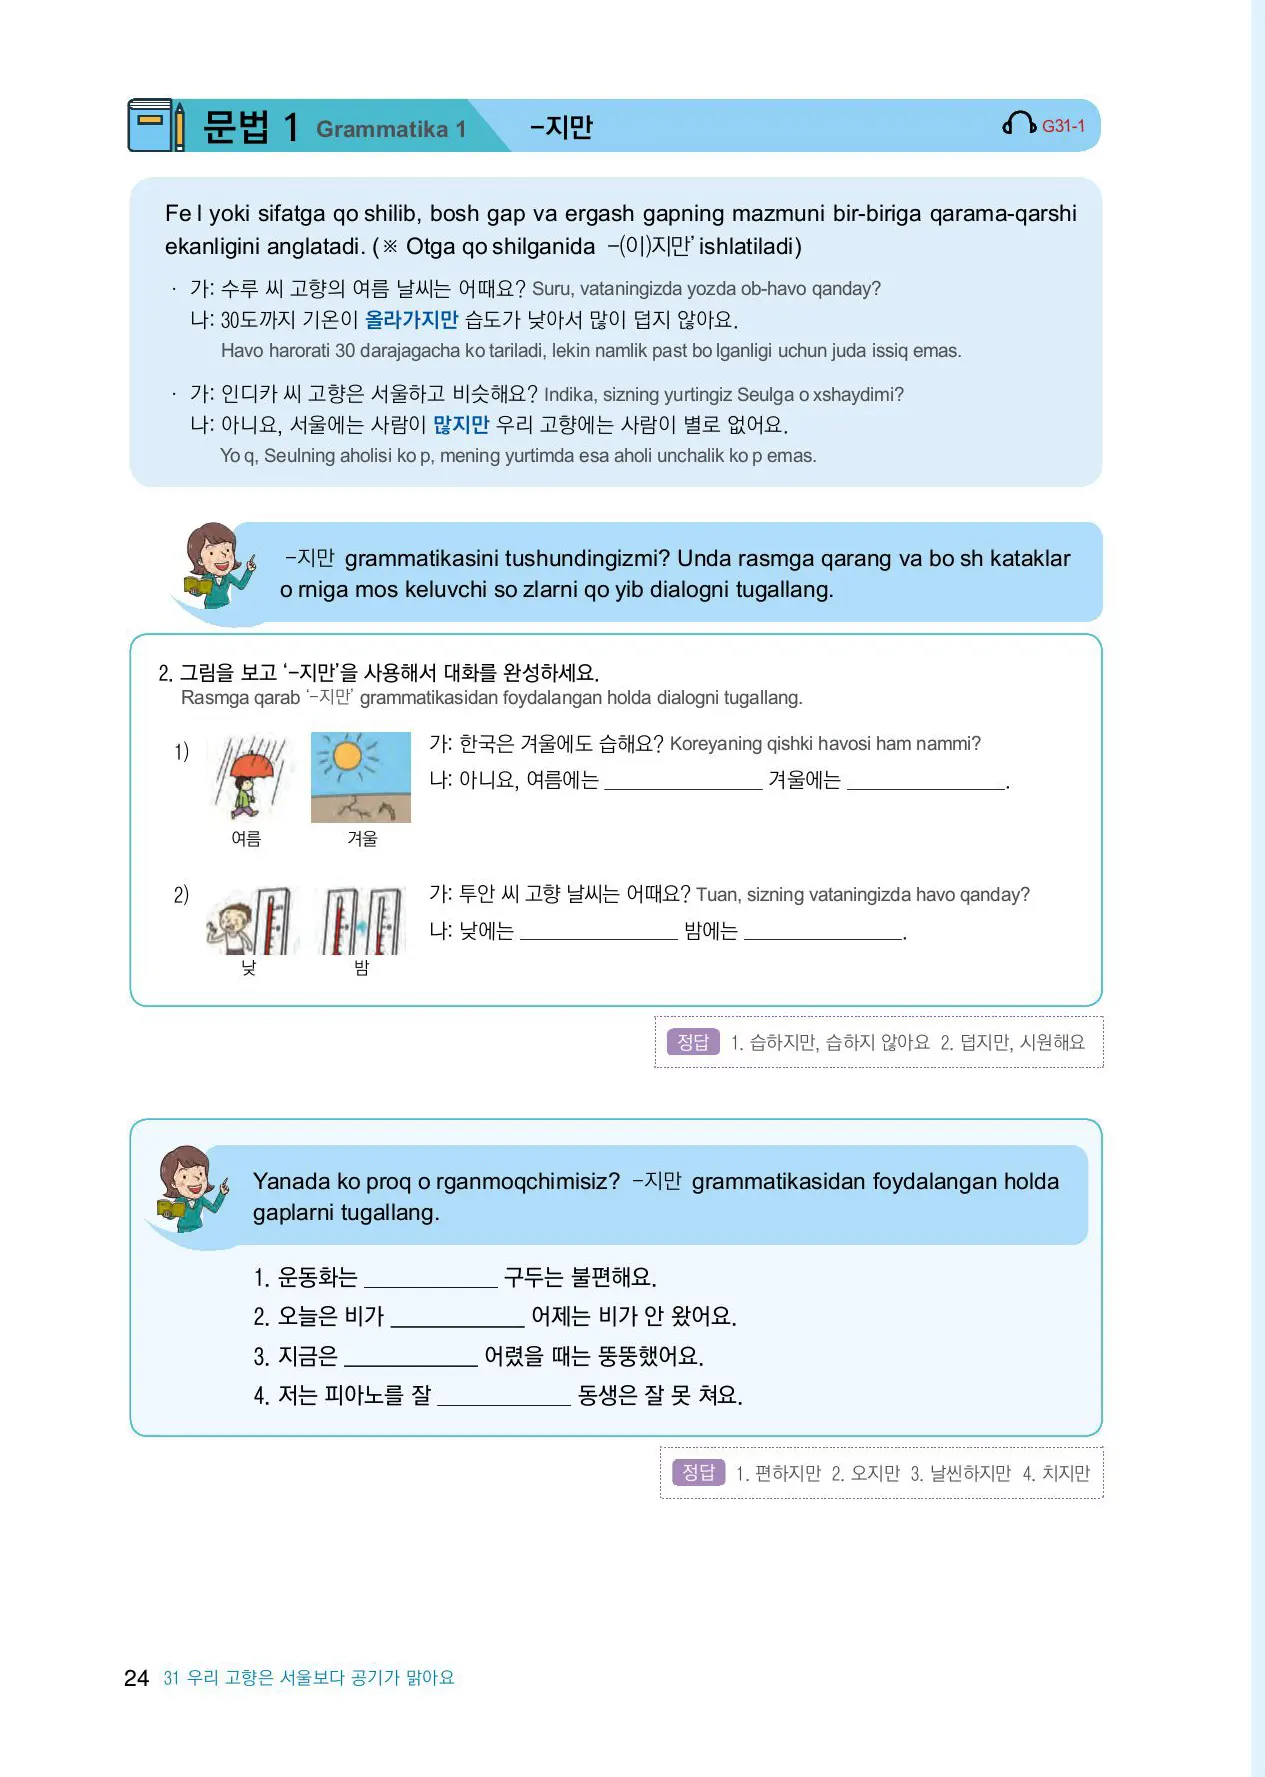 문법 1 Grammatika 1 -지만 G31-1
Fe l yoki sifatga qo shilib, bosh gap va ergash gapning mazmuni bir-biriga qarama-qarshi
ekanligini anglatadi. (※ Otga qo shilganida -(이)지만’ ishlatiladi)
· 가: 수루 씨 고향의 여름 날씨는 어때요? Suru, vataningizda yozda ob-havo qanday?
나: 30도까지 기온이 올라가지만 습도가 낮아서 많이 덥지 않아요.
Havo harorati 30 darajagacha ko tariladi, lekin namlik past bo lganligi uchun juda issiq emas.
· 가: 인디카 씨 고향은 서울하고 비슷해요? Indika, sizning yurtingiz Seulga o xshaydimi?
나: 아니요, 서울에는 사람이 많지만 우리 고향에는 사람이 별로 없어요.
Yo q, Seulning aholisi ko p, mening yurtimda esa aholi unchalik ko p emas.
-지만 grammatikasini tushundingizmi? Unda rasmga qarang va bo sh kataklar
o rniga mos keluvchi so zlarni qo yib dialogni tugallang.
2. 그림을 보고 ‘-지만’을 사용해서 대화를 완성하세요.
Rasmga qarab ‘-지만’ grammatikasidan foydalangan holda dialogni tugallang.
1) 가: 한국은 겨울에도 습해요? Koreyaning qishki havosi ham nammi?
나: 아니요, 여름에는 ______________ 겨울에는 ______________.
여름 겨울
2) 가: 투안 씨 고향 날씨는 어때요? Tuan, sizning vataningizda havo qanday?
나: 낮에는 ______________ 밤에는 ______________.
낮 밤
정답 1. 습하지만, 습하지 않아요 2. 덥지만, 시원해요
Yanada ko proq o rganmoqchimisiz? -지만 grammatikasidan foydalangan holda
gaplarni tugallang.
1. 운동화는 ____________ 구두는 불편해요.
2. 오늘은 비가 ____________ 어제는 비가 안 왔어요.
3. 지금은 ____________ 어렸을 때는 뚱뚱했어요.
4. 저는 피아노를 잘 ____________ 동생은 잘 못 쳐요.
정답 1. 편하지만 2. 오지만 3. 날씬하지만 4. 치지만
24 31 우리 고향은 서울보다 공기가 맑아요